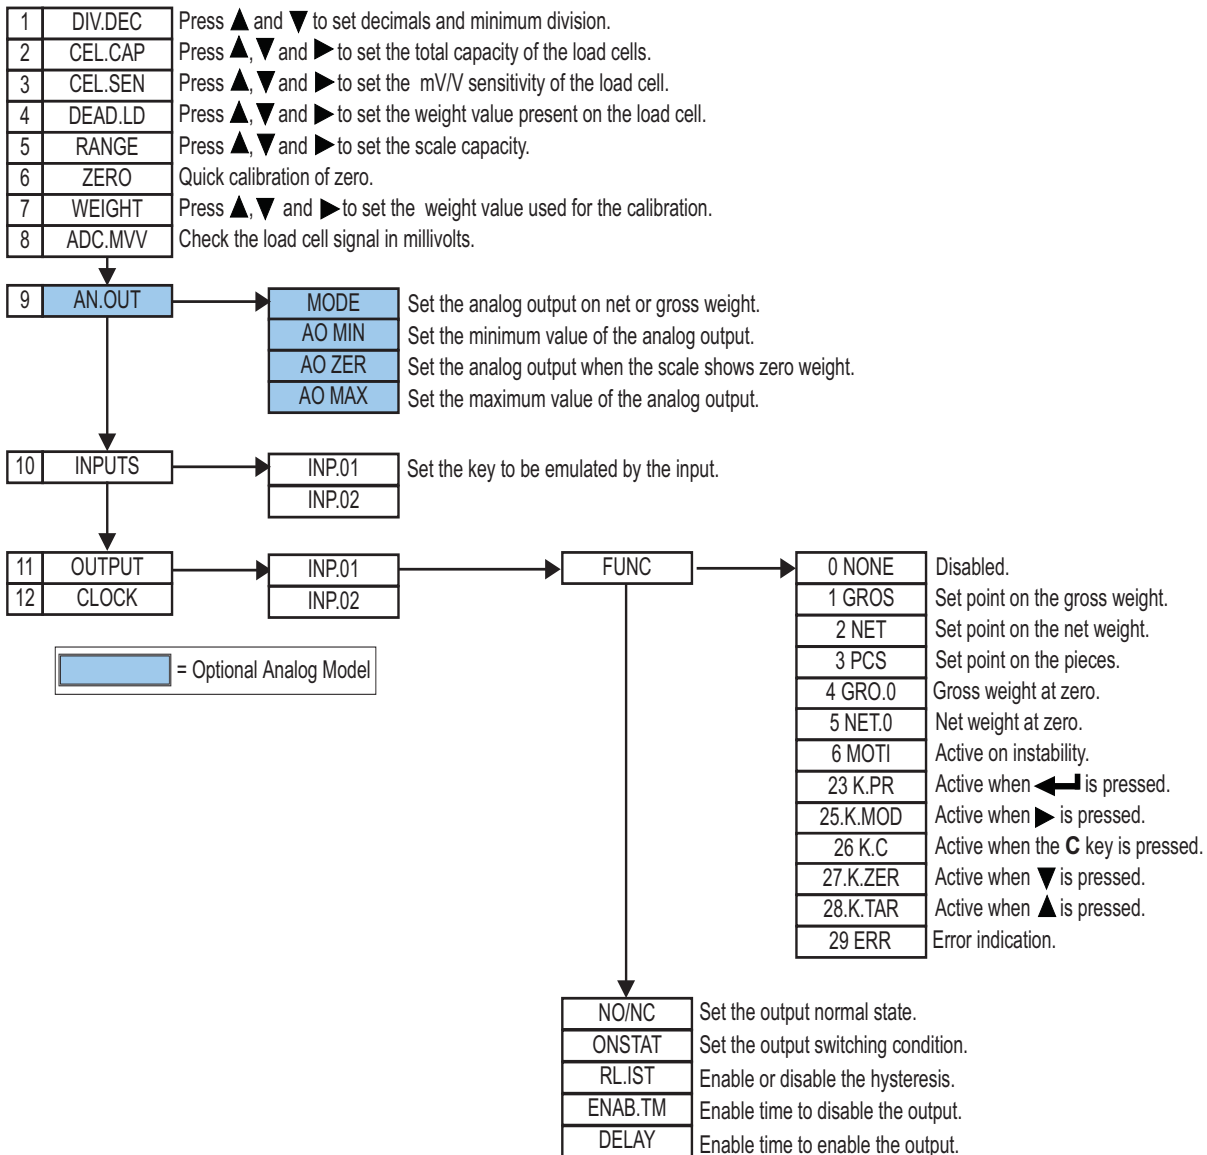 1 DIV.DEC Press ▲ and ▼ to set decimals and minimum division.
2 CEL.CAP Press ▲, ▼ and ▶ to set the total capacity of the load cells.
3 CEL.SEN Press ▲, ▼ and ▶ to set the mV/V sensitivity of the load cell.
4 DEAD.LD Press ▲, ▼ and ▶ to set the weight value present on the load cell.
5 RANGE Press ▲, ▼ and ▶ to set the scale capacity.
6 ZERO Quick calibration of zero.
7 WEIGHT Press ▲, ▼ and ▶ to set the weight value used for the calibration.
8 ADC.MVV Check the load cell signal in millivolts.
9 AN.OUT MODE Set the analog output on net or gross weight.
AO MIN Set the minimum value of the analog output.
AO ZER Set the analog output when the scale shows zero weight.
AO MAX Set the maximum value of the analog output.
10 INPUTS INP.01 Set the key to be emulated by the input.
INP.02
11 OUTPUT INP.01 FUNC 0 NONE Disabled.
12 CLOCK INP.02 1 GROS Set point on the gross weight.
2 NET Set point on the net weight.
= Optional Analog Model 3 PCS Set point on the pieces.
4 GRO.0 Gross weight at zero.
5 NET.0 Net weight at zero.
6 MOTI Active on instability.
23 K.PR Active when ↵ is pressed.
25.K.MOD Active when ▶ is pressed.
26 K.C Active when the C key is pressed.
27.K.ZER Active when ▼ is pressed.
28.K.TAR Active when ▲ is pressed.
29 ERR Error indication.
NO/NC Set the output normal state.
ONSTAT Set the output switching condition.
RL.IST Enable or disable the hysteresis.
ENAB.TM Enable time to disable the output.
DELAY Enable time to enable the output.